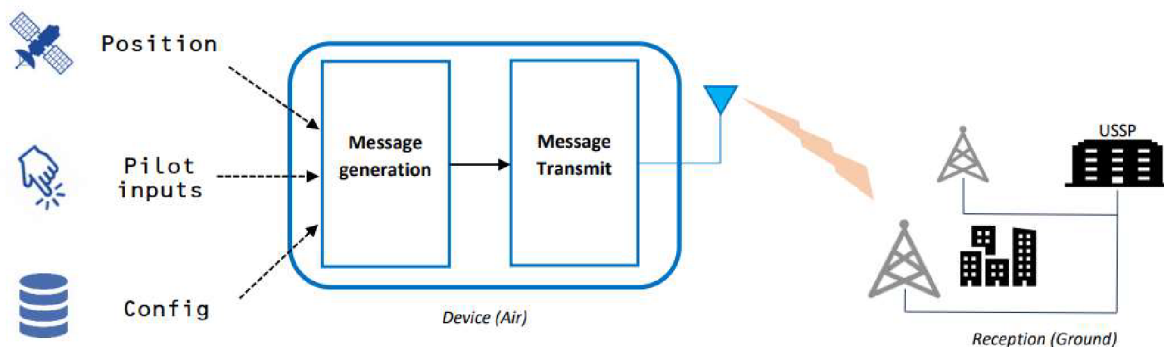 Position
Pilot
inputs
Config
Message
generation
Message
Transmit
Device (Air)
USSP
Reception (Ground)